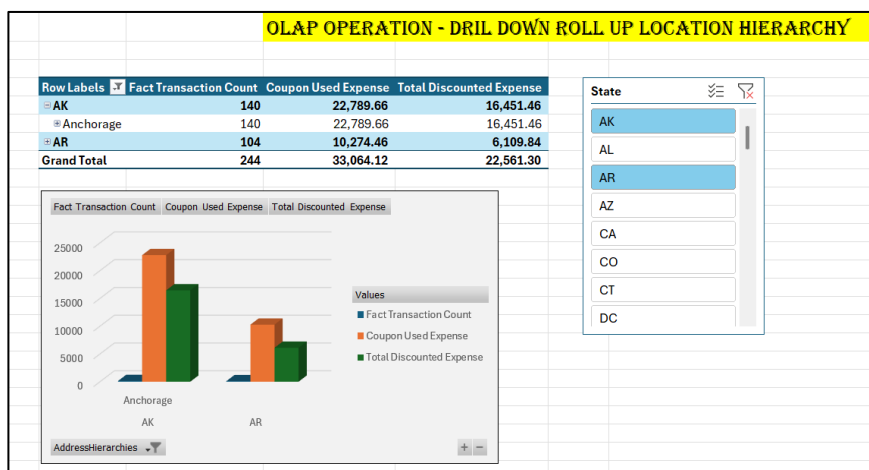 OLAP OPERATION - DRIL DOWN ROLL UP LOCATION HIERARCHY
Row Labels Fact Transaction Count Coupon Used Expense Total Discounted Expense
AK 140 22,789.66 16,451.46
Anchorage 140 22,789.66 16,451.46
AR 104 10,274.46 6,109.84
Grand Total 244 33,064.12 22,561.30
State
AK
AL
AR
AZ
CA
CO
CT
DC
Fact Transaction Count Coupon Used Expense Total Discounted Expense
25000
20000
15000
10000
5000
0
Anchorage
AK AR
Values
Fact Transaction Count
Coupon Used Expense
Total Discounted Expense
AddressHierarchies